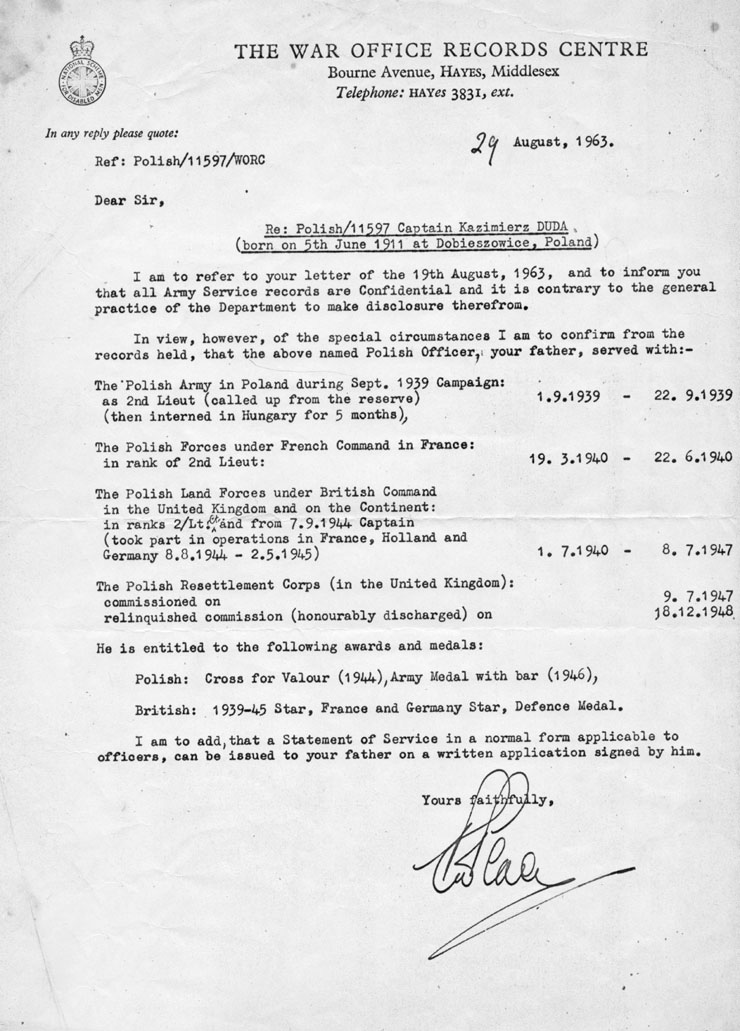 NATIONAL SCHEME
FOR DISABLED MEN
THE WAR OFFICE RECORDS CENTRE
Bourne Avenue, HAYES, Middlesex
Telephone: HAYes 3831, ext.
In any reply please quote:
Ref: Polish/11597/WORC
29 August, 1963.
Dear Sir,
Re: Polish/11597 Captain Kazimierz DUDA.
(born on 5th June 1911 at Dobieszowice, Poland)
I am to refer to your letter of the 19th August, 1963, and to inform you
that all Army Service records are Confidential and it is contrary to the general
practice of the Department to make disclosure therefrom.
In view, however, of the special circumstances I am to confirm from the
records held, that the above named Polish Officer, your father, served with:-
The Polish Army in Poland during Sept. 1939 Campaign:
as 2nd Lieut (called up from the reserve) 1.9.1939 - 22. 9.1939
(then interned in Hungary for 5 months),
The Polish Forces under French Command in France:
in rank of 2nd Lieut: 19. 3.1940 - 22. 6.1940
The Polish Land Forces under British Command
in the United Kingdom and on the Continent:
in ranks 2/Lt. and from 7.9.1944 Captain
(took part in operations in France, Holland and
Germany 8.8.1944 - 2.5.1945) 1. 7.1940 - 8. 7.1947
The Polish Resettlement Corps (in the United Kingdom):
commissioned on 9. 7.1947
relinquished commission (honourably discharged) on 18.12.1948.
He is entitled to the following awards and medals:
Polish: Cross for Valour (1944), Army Medal with bar (1946),
British: 1939-45 Star, France and Germany Star, Defence Medal.
I am to add, that a Statement of Service in a normal form applicable to
officers, can be issued to your father on a written application signed by him.
Yours faithfully,